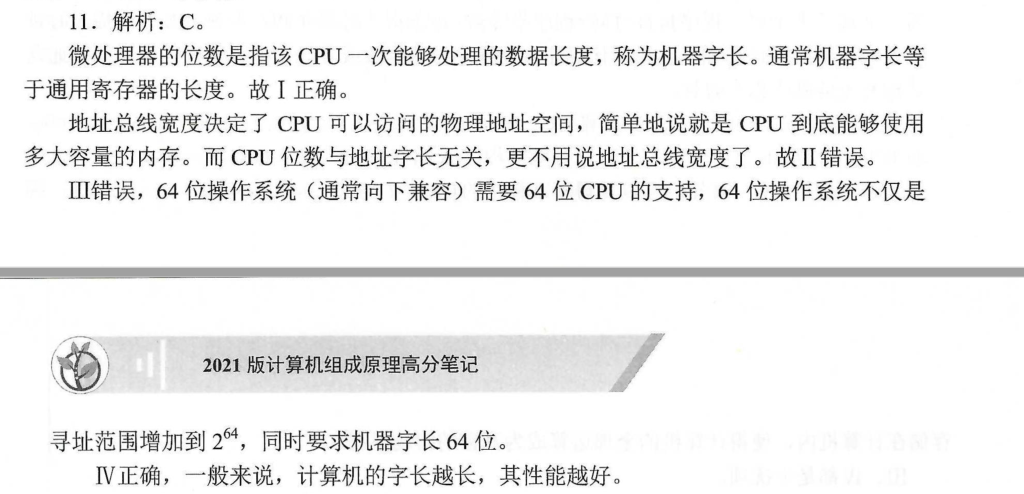 11．解析：C。
微处理器的位数是指该 CPU 一次能够处理的数据长度，称为机器字长。通常机器字长等
于通用寄存器的长度。故Ⅰ正确。
地址总线宽度决定了 CPU 可以访问的物理地址空间，简单地说就是 CPU 到底能够使用
多大容量的内存。而 CPU 位数与地址字长无关，更不用说地址总线宽度了。故Ⅱ错误。
Ⅲ错误，64 位操作系统（通常向下兼容）需要 64 位 CPU 的支持，64 位操作系统不仅是
2021 版计算机组成原理高分笔记
寻址范围增加到 2⁶⁴，同时要求机器字长 64 位。
Ⅳ正确，一般来说，计算机的字长越长，其性能越好。